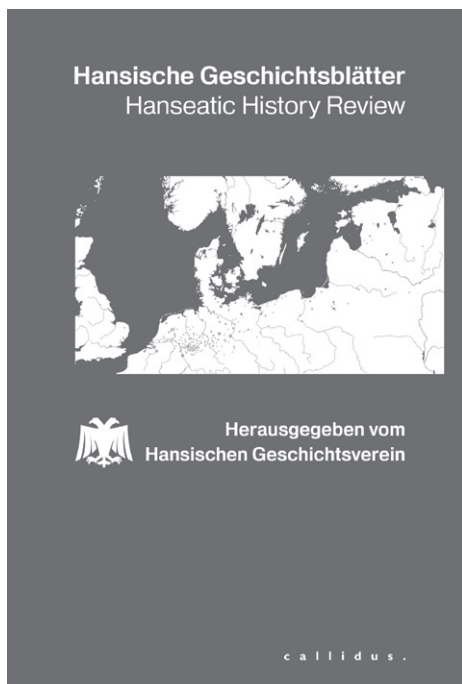 Hansische Geschichtsblätter
Hanseatic History Review
Herausgegeben vom
Hansischen Geschichtsverein
callidus.